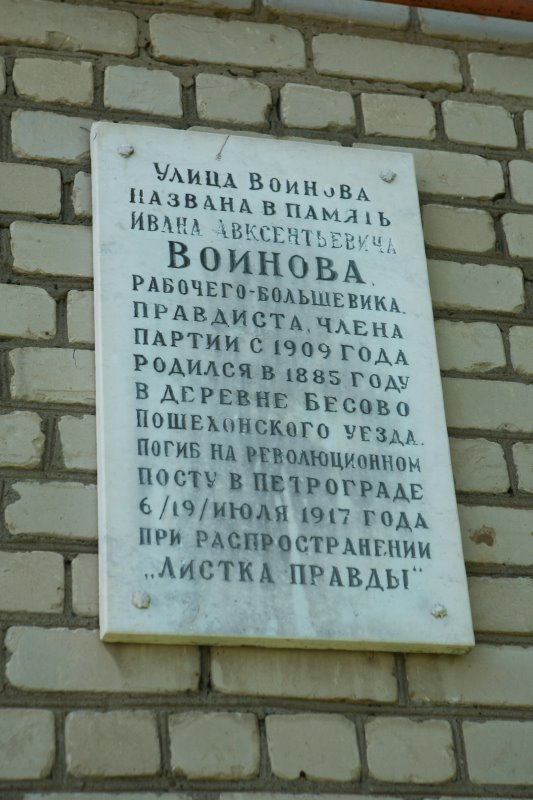 Улица Воинова
названа в память
Ивана Авксентьевича
Воинова,
рабочего-большевика.
правдиста, члена
партии с 1909 года
родился в 1885 году
в деревне Бесово
Пошехонского уезда.
погиб на революционном
посту в Петрограде
6/19/июля 1917 года
при распространении
„Листка правды"